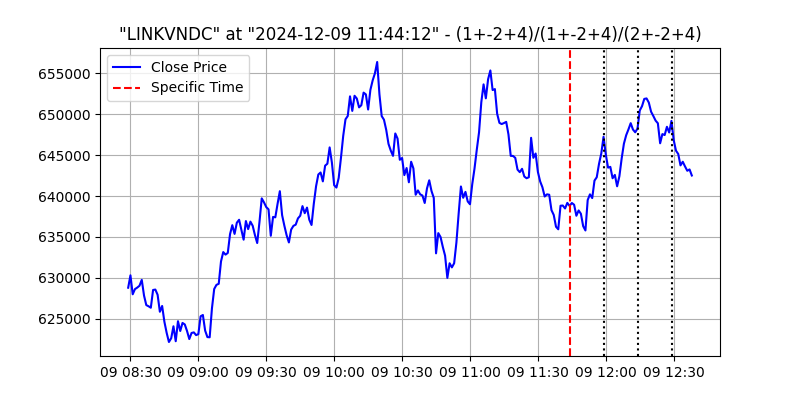 "LINKVNDC" at "2024-12-09 11:44:12" - (1+-2+4)/(1+-2+4)/(2+-2+4)
Close Price
Specific Time
655000
650000
645000
640000
635000
630000
625000
09 08:30 09 09:00 09 09:30 09 10:00 09 10:30 09 11:00 09 11:30 09 12:00 09 12:30